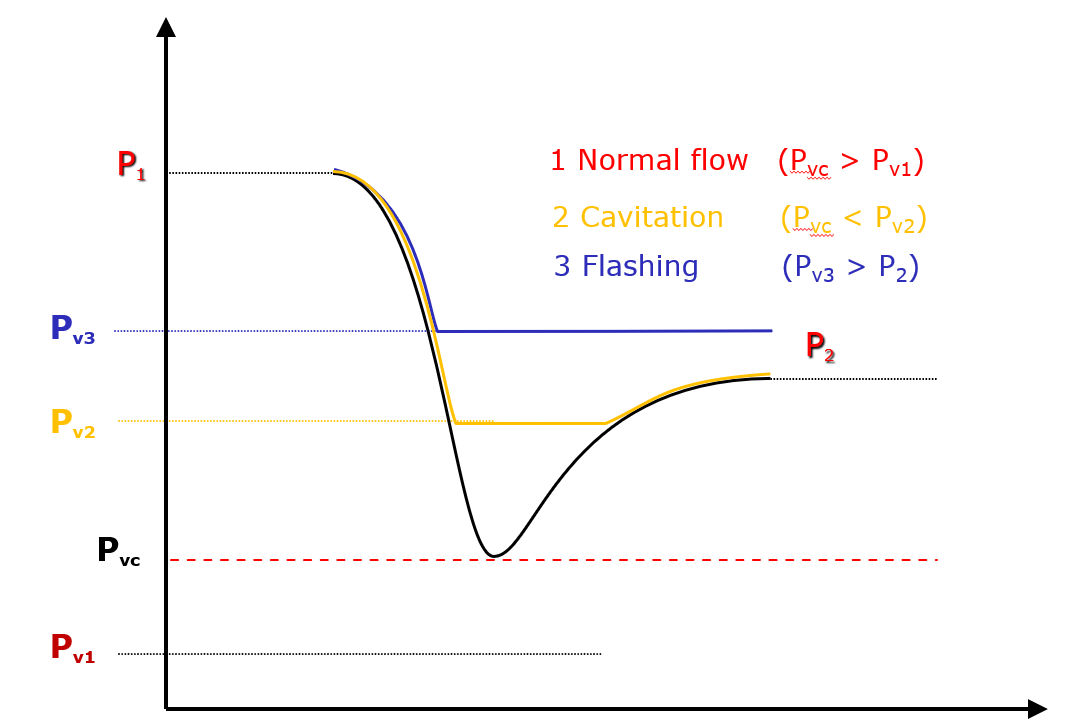 1 Normal flow (Pvc > Pv1)
P1
2 Cavitation (Pvc < Pv2)
3 Flashing (Pv3 > P2)
Pv3
P2
Pv2
Pvc
Pv1